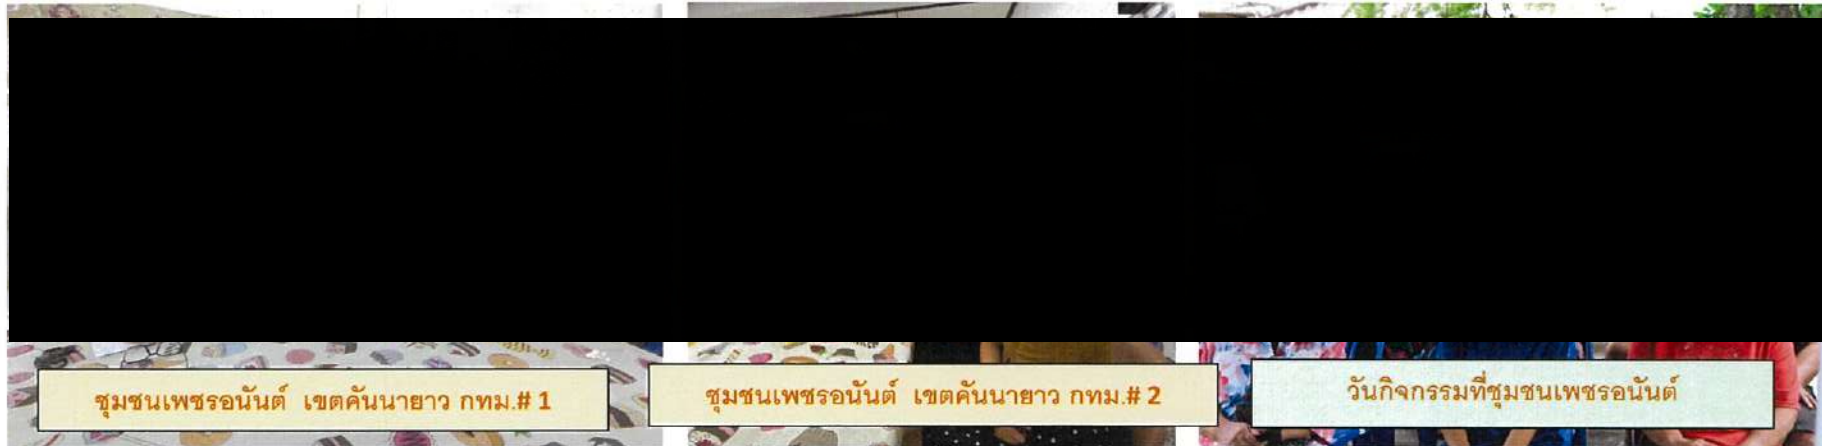 ชุมชนเพชรอนันต์ เขตคันนายาว กทม.# 1
ชุมชนเพชรอนันต์ เขตคันนายาว กทม.# 2
วันกิจกรรมที่ชุมชนเพชรอนันต์